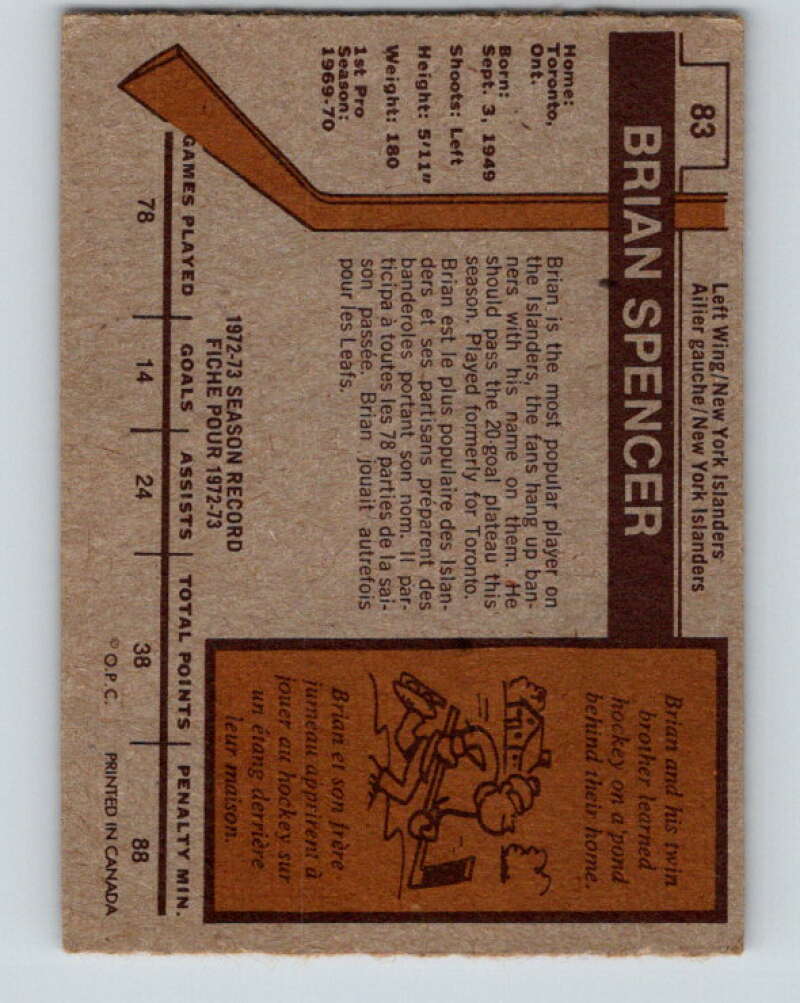 83
Left Wing/New York Islanders
Ailier gauche/New York Islanders
BRIAN SPENCER
Home:
Toronto,
Ont.
Born:
Sept. 3, 1949
Shoots: Left
Height: 5'11"
Weight: 180
1st Pro
Season:
1969-70
Brian is the most popular player on
the Islanders, the fans hang up ban-
ners with his name on them. He
should pass the 20-goal plateau this
season. Played formerly for Toronto.
Brian est le plus populaire des Islan-
ders et ses partisans préparent des
banderoles portant son nom. Il par-
ticipa à toutes les 78 parties de la sai-
son passée. Brian jouait autrefois
pour les Leafs.
Brian and his twin
brother learned
hockey on a pond
behind their home.
Brian et son frère
jumeau apprirent à
jouer au hockey sur
un étang derrière
leur maison.
1972-73 SEASON RECORD
FICHE POUR 1972-73
GAMES PLAYED GOALS ASSISTS TOTAL POINTS PENALTY MIN.
78 14 24 38 88
© O.P.C. PRINTED IN CANADA